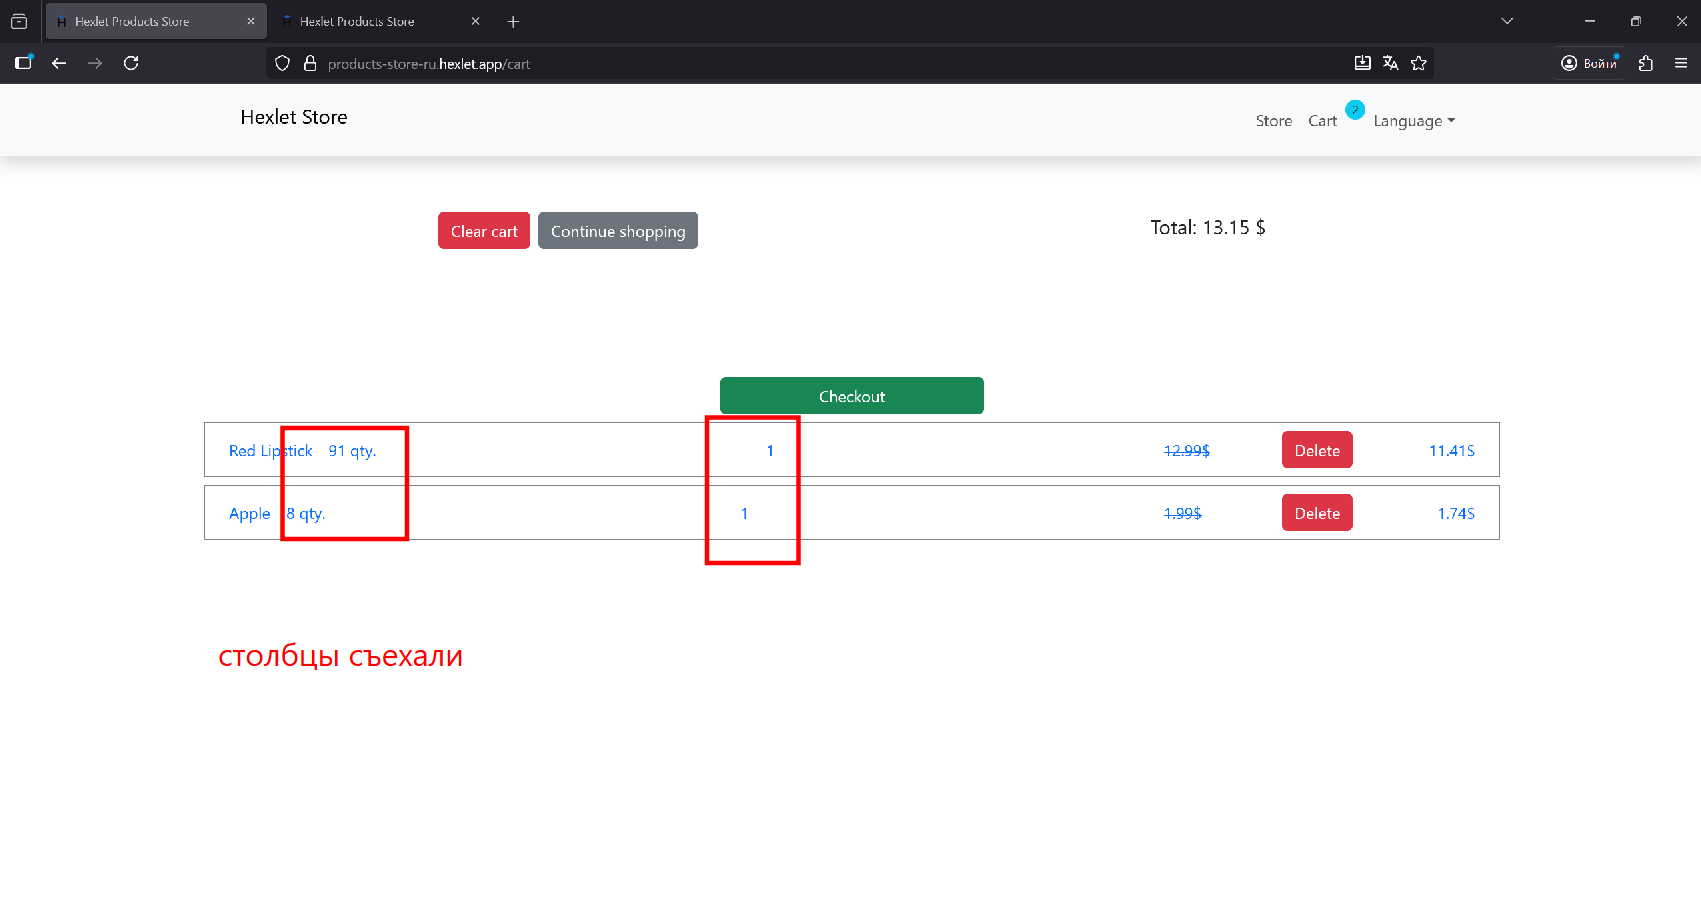 Hexlet Products Store
Hexlet Products Store
products-store-ru.hexlet.app/cart
Войти
Hexlet Store
Store
Cart
2
Language
Clear cart
Continue shopping
Total: 13.15 $
Checkout
Red Lipstick 91 qty. 1 12.99$ Delete 11.41$
Apple 8 qty. 1 1.99$ Delete 1.74$
столбцы съехали